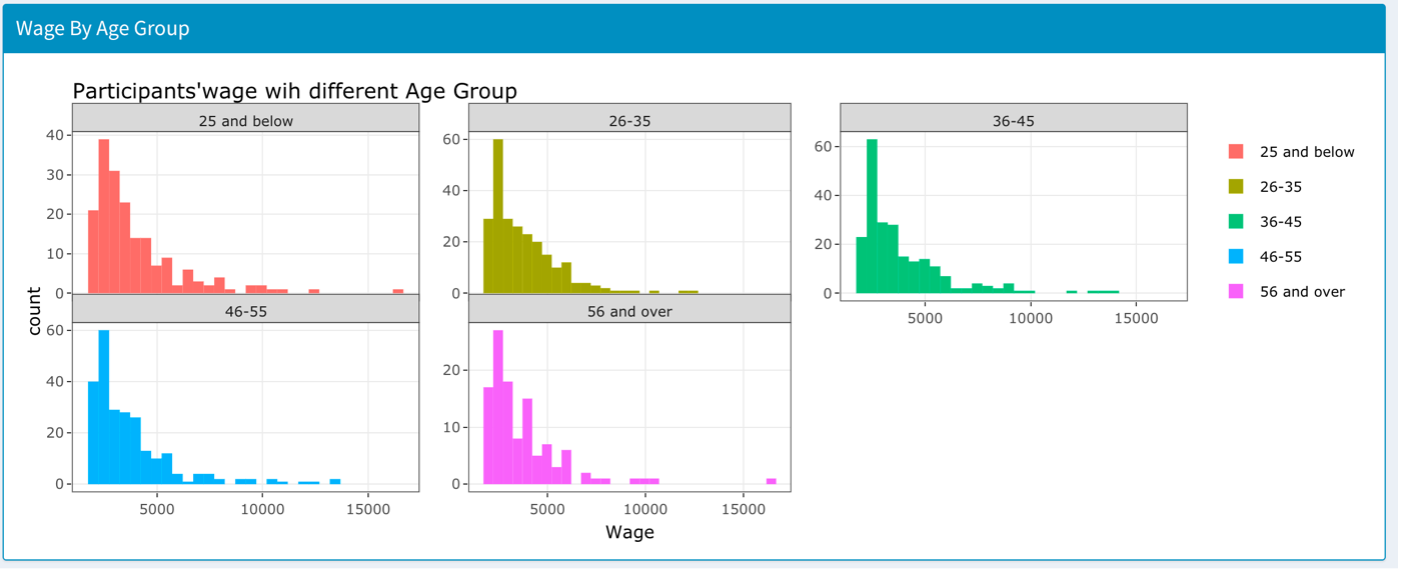 Wage By Age Group
Participants'wage wih different Age Group
25 and below
26-35
36-45
40
30
20
10
0
60
40
20
0
60
40
20
0
5000 10000 15000
25 and below
26-35
36-45
46-55
56 and over
count
46-55
56 and over
60
40
20
0
20
10
0
5000 10000 15000
5000 10000 15000
Wage